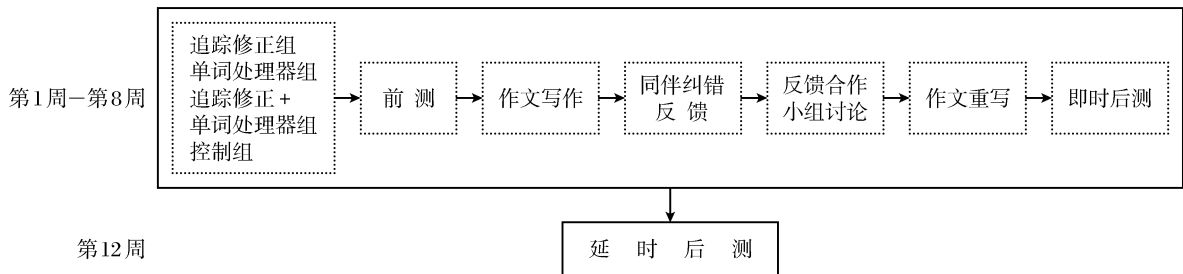 追踪修正组
单词处理器组
追踪修正+
单词处理器组
控制组
第1周-第8周
前 测
作文写作
同伴纠错
反 馈
反馈合作
小组讨论
作文重写
即时后测
第12周
延 时 后 测